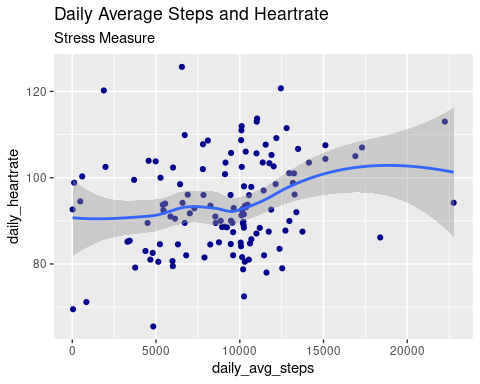 Daily Average Steps and Heartrate
Stress Measure
daily_heartrate
120
100
80
0
5000
10000
15000
20000
daily_avg_steps